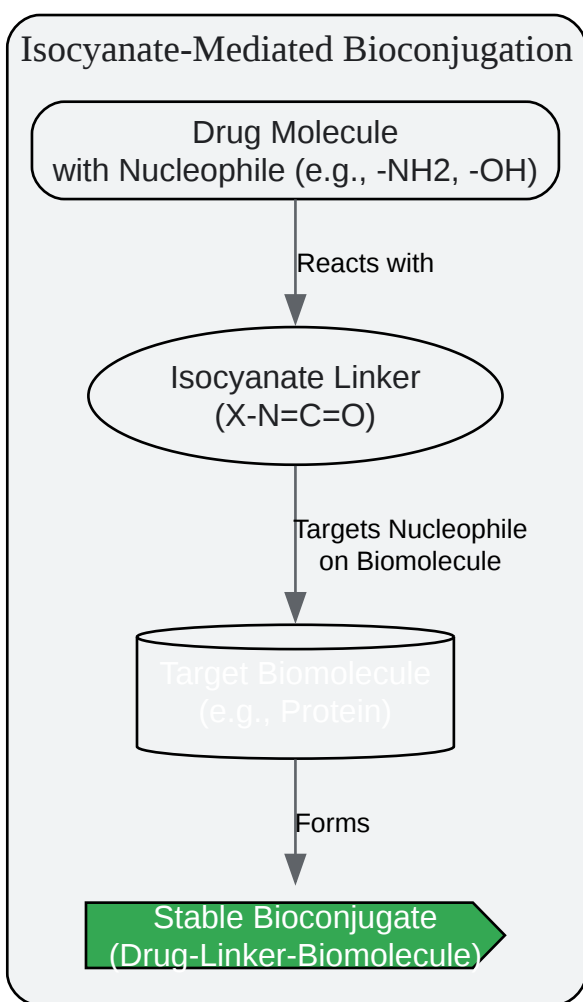 Isocyanate-Mediated Bioconjugation
Drug Molecule
with Nucleophile (e.g., -NH2, -OH)
Reacts with
Isocyanate Linker
(X-N=C=O)
Targets Nucleophile
on Biomolecule
Target Biomolecule
(e.g., Protein)
Forms
Stable Bioconjugate
(Drug-Linker-Biomolecule)